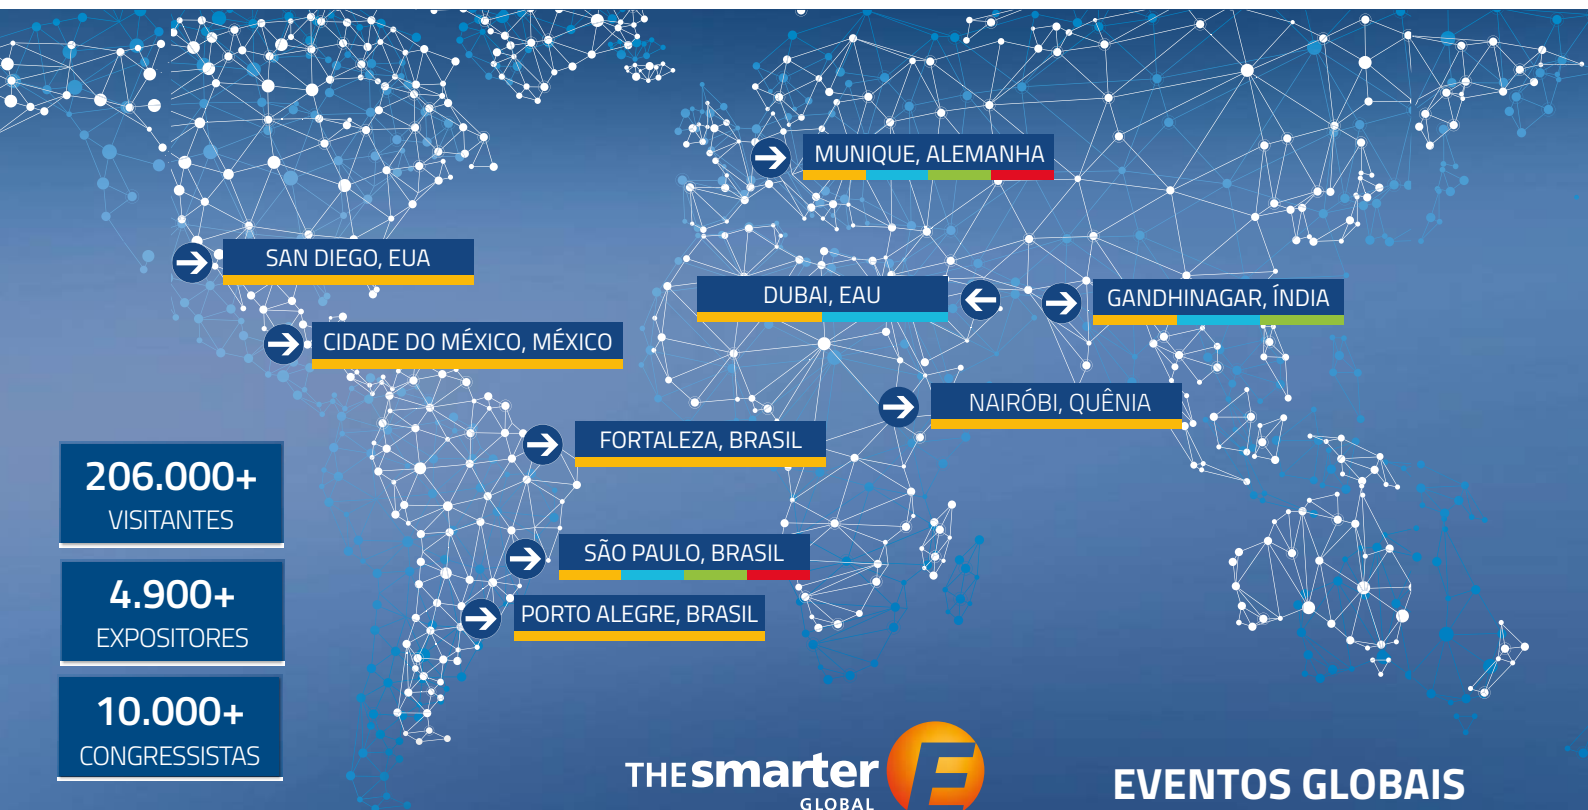 MUNIQUE, ALEMANHA
SAN DIEGO, EUA
DUBAI, EAU
GANDHINAGAR, ÍNDIA
CIDADE DO MÉXICO, MÉXICO
NAIRÓBI, QUÊNIA
FORTALEZA, BRASIL
SÃO PAULO, BRASIL
PORTO ALEGRE, BRASIL
206.000+
VISITANTES
4.900+
EXPOSITORES
10.000+
CONGRESSISTAS
THE smarter E
GLOBAL
EVENTOS GLOBAIS